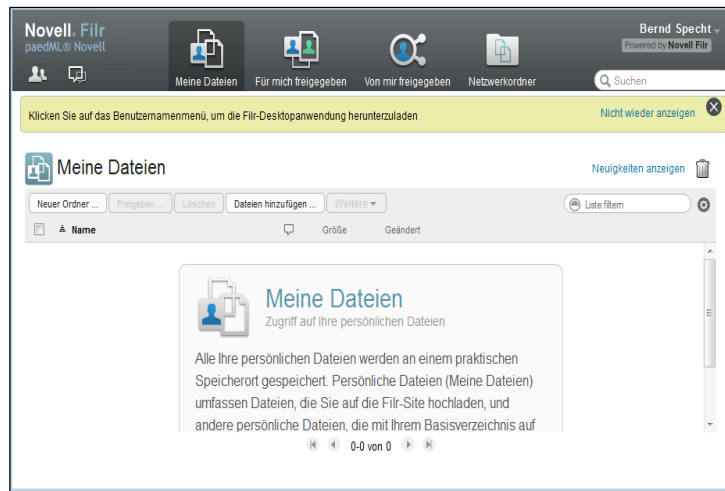 Novell. Filr
paedML® Novell
Bernd Specht
Powered by Novell Filr
Meine Dateien Für mich freigegeben Von mir freigegeben Netzwerkordner
Suchen
Klicken Sie auf das Benutzernamenmenü, um die Filr-Desktopanwendung herunterzuladen
Nicht wieder anzeigen
Meine Dateien
Neuigkeiten anzeigen
Neuer Ordner ... Freigeben ... Löschen Dateien hinzufügen ... Weitere
Liste filtern
Name Größe Geändert
Meine Dateien
Zugriff auf Ihre persönlichen Dateien
Alle Ihre persönlichen Dateien werden an einem praktischen
Speicherort gespeichert. Persönliche Dateien (Meine Dateien)
umfassen Dateien, die Sie auf die Filr-Site hochladen, und
andere persönliche Dateien, die mit Ihrem Basisverzeichnis auf
0-0 von 0